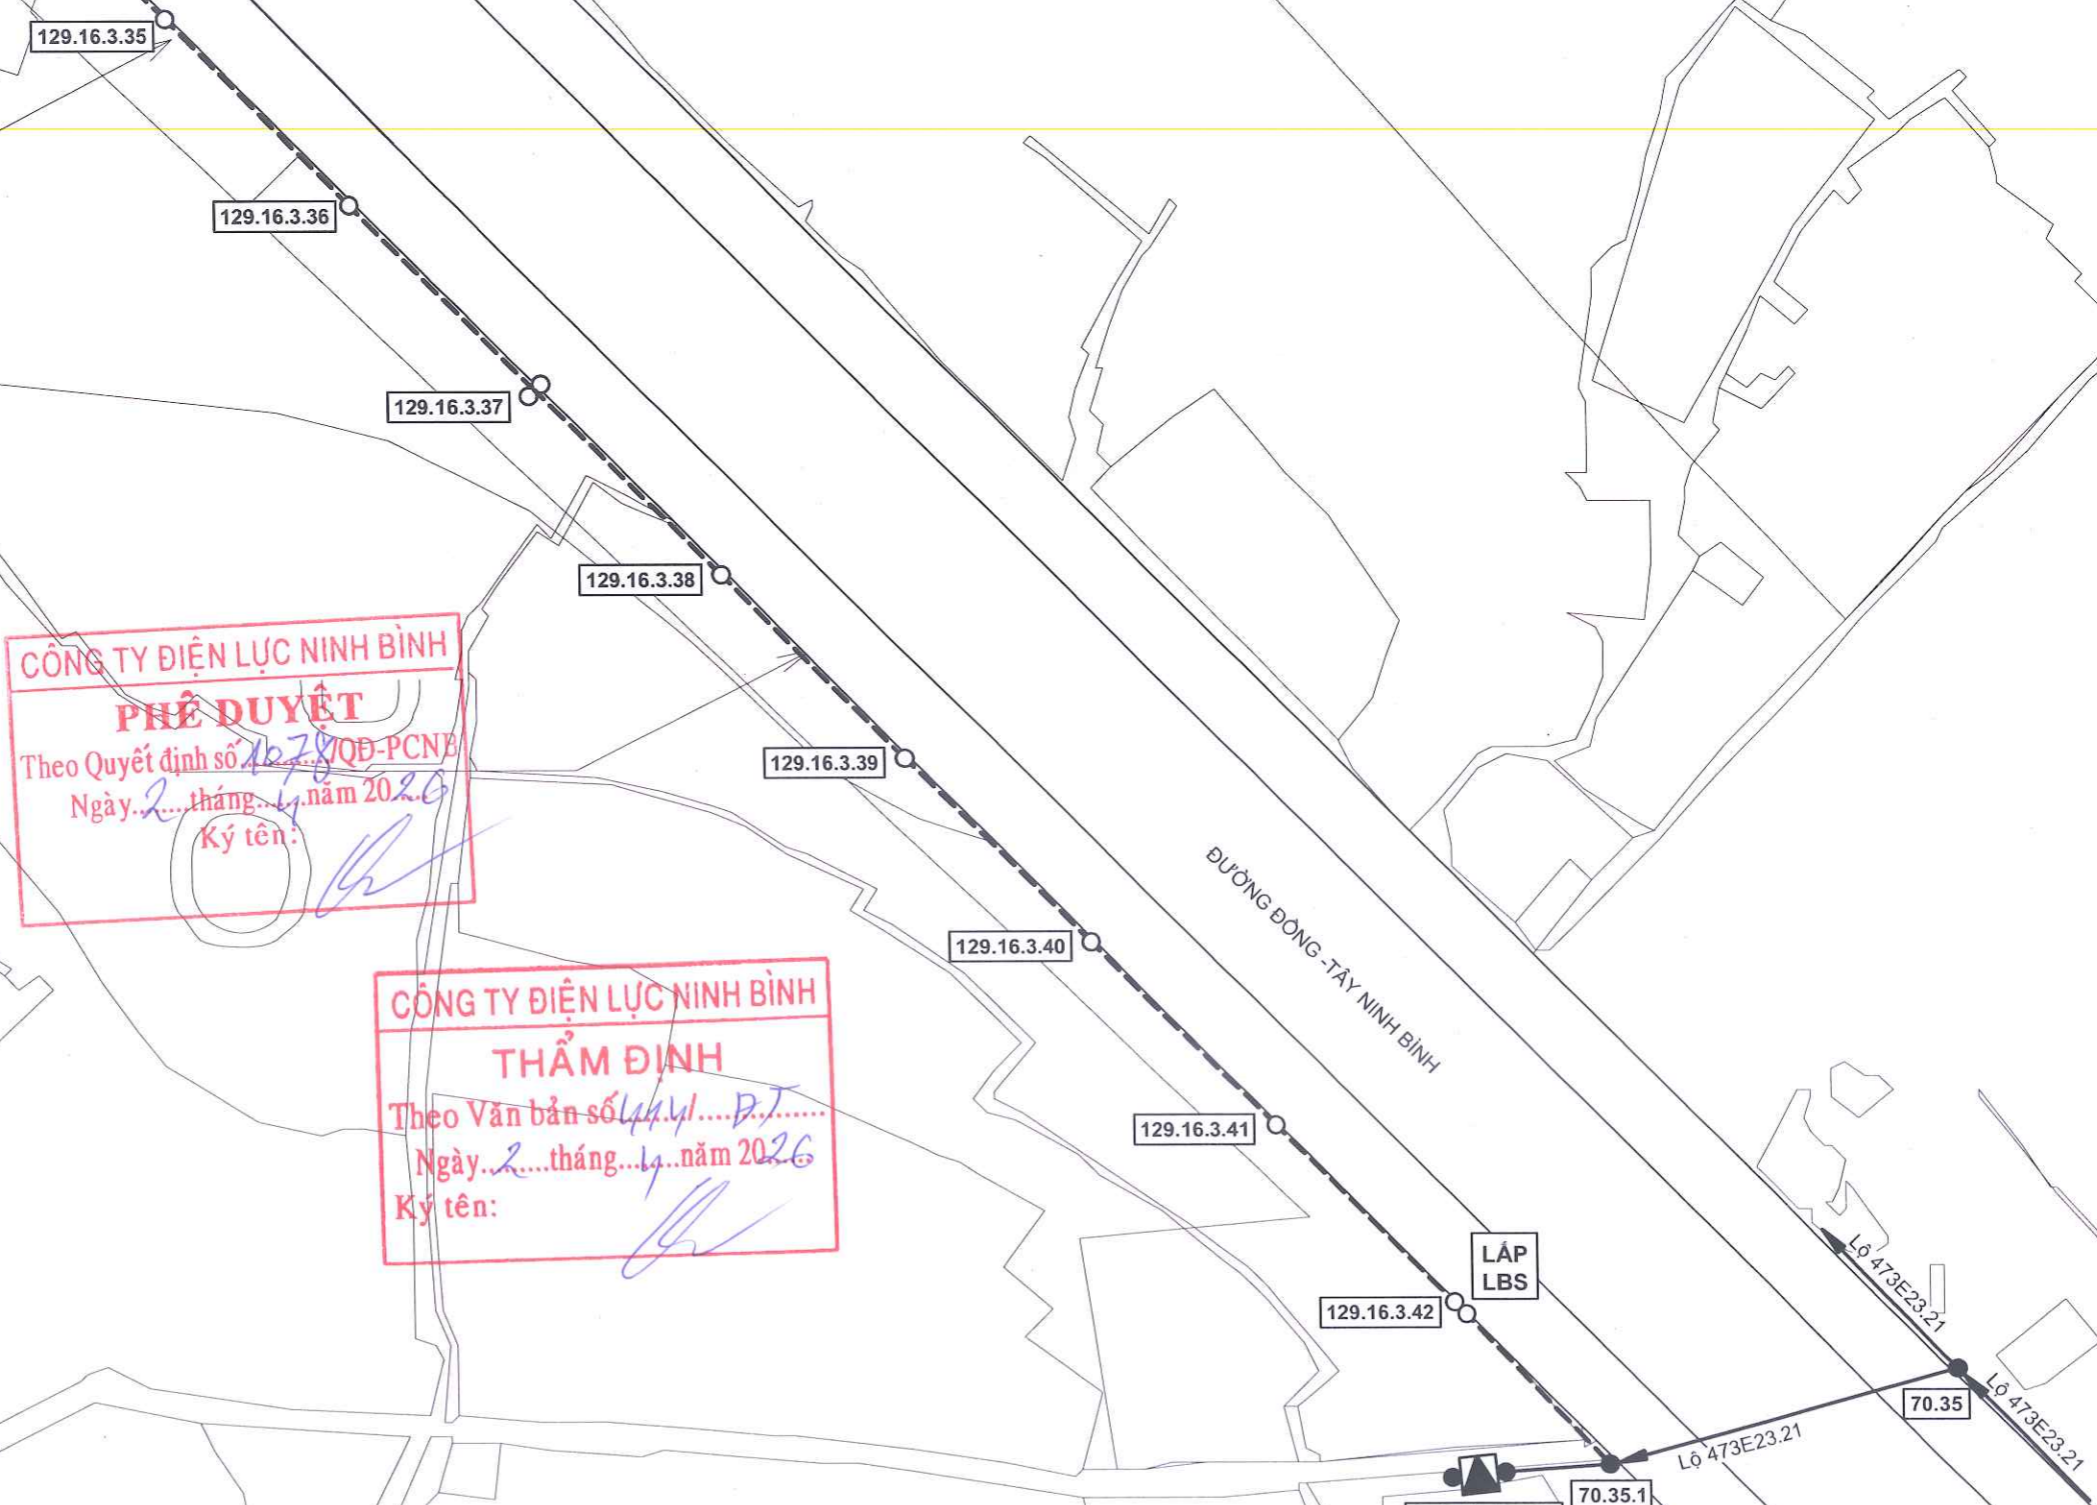 129.16.3.35
129.16.3.36
129.16.3.37
129.16.3.38
CÔNG TY ĐIỆN LỰC NINH BÌNH
PHÊ DUYỆT
Theo Quyết định số 1078/QĐ-PCNB
Ngày 2 tháng 4 năm 2026
Ký tên:
129.16.3.39
129.16.3.40
ĐƯỜNG ĐÔNG -TÂY NINH BÌNH
CÔNG TY ĐIỆN LỰC NINH BÌNH
THẨM ĐỊNH
Theo Văn bản số /
Ngày 2 tháng 4 năm 2026
Ký tên:
129.16.3.41
LẮP
LBS
129.16.3.42
Lộ 473E23.21
70.35
Lộ 473E23.21
Lộ 473E23.21
70.35.1